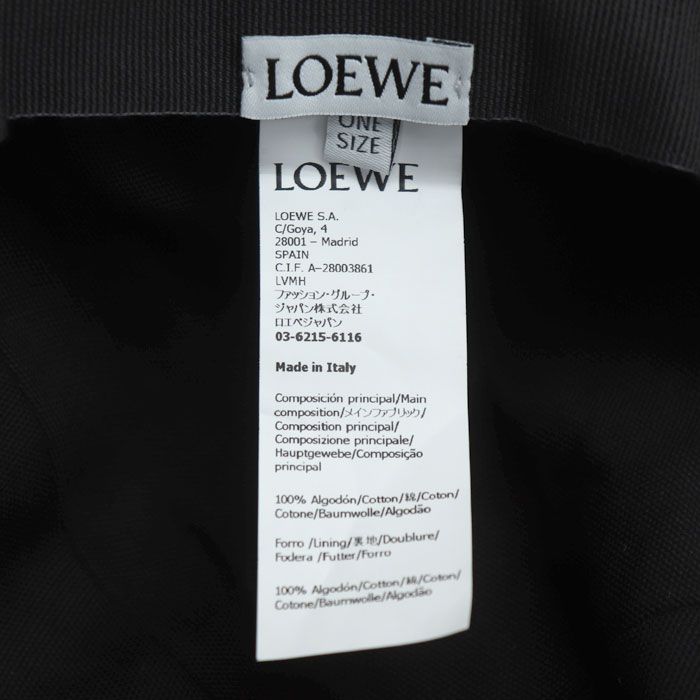 LOEWE
ONE
SIZE
LOEWE
LOEWE S.A.
C/Goya, 4
28001 – Madrid
SPAIN
C.I.F. A-28003861
LVMH
ファッション・グループ・
ジャパン株式会社
ロエベジャパン
03-6215-6116
Made in Italy
Composición principal/Main
composition/メインファブリック/
Composition principal/
Composizione principale/
Hauptgewebe/Composição
principal
100% Algodón/Cotton/綿/Coton/
Cotone/Baumwolle/Algodão
Forro /Lining/裏地/Doublure/
Fodera /Futter/Forro
100% Algodón/Cotton/綿/Coton/
Cotone/Baumwolle/Algodão